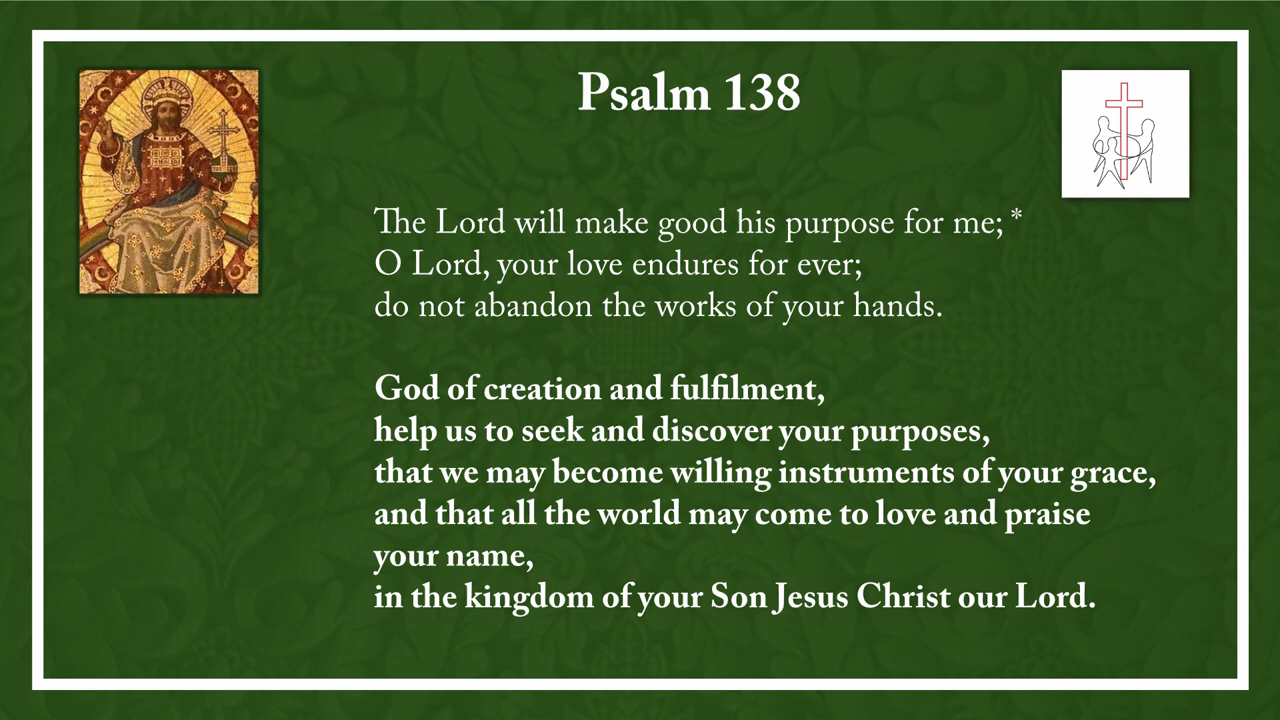 Psalm 138
The Lord will make good his purpose for me; *
O Lord, your love endures for ever;
do not abandon the works of your hands.
God of creation and fulfilment,
help us to seek and discover your purposes,
that we may become willing instruments of your grace,
and that all the world may come to love and praise
your name,
in the kingdom of your Son Jesus Christ our Lord.